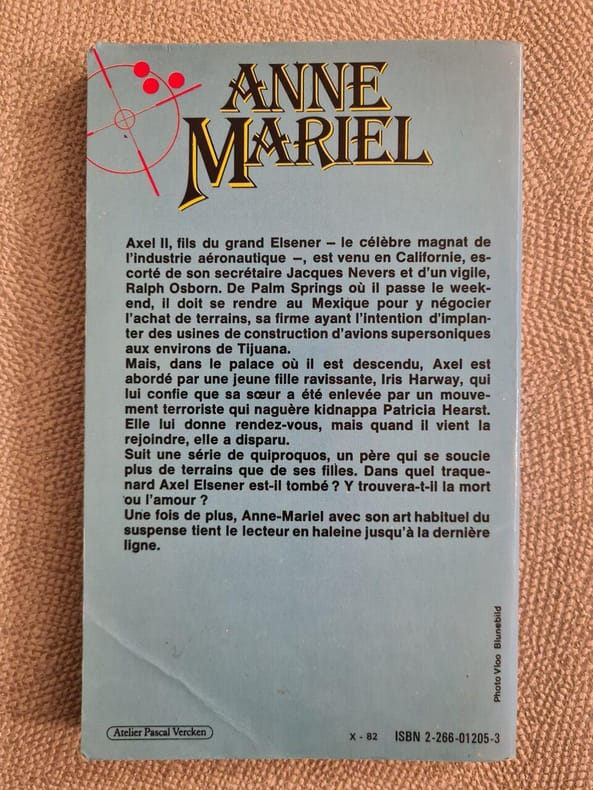 ANNE
MARIEL
Axel II, fils du grand Elsener – le célèbre magnat de
l'industrie aéronautique –, est venu en Californie, es-
corté de son secrétaire Jacques Nevers et d'un vigile,
Ralph Osborn. De Palm Springs où il passe le week-
end, il doit se rendre au Mexique pour y négocier
l'achat de terrains, sa firme ayant l'intention d'implan-
ter des usines de construction d'avions supersoniques
aux environs de Tijuana.
Mais, dans le palace où il est descendu, Axel est
abordé par une jeune fille ravissante, Iris Harway, qui
lui confie que sa sœur a été enlevée par un mouve-
ment terroriste qui naguère kidnappa Patricia Hearst.
Elle lui donne rendez-vous, mais quand il vient la
rejoindre, elle a disparu.
Suit une série de quiproquos, un père qui se soucie
plus de terrains que de ses filles. Dans quel traque-
nard Axel Elsener est-il tombé ? Y trouvera-t-il la mort
ou l'amour ?
Une fois de plus, Anne-Mariel avec son art habituel du
suspense tient le lecteur en haleine jusqu'à la dernière
ligne.
Photo Vloo Blunebild
Atelier Pascal Vercken
X - 82 ISBN 2-266-01205-3